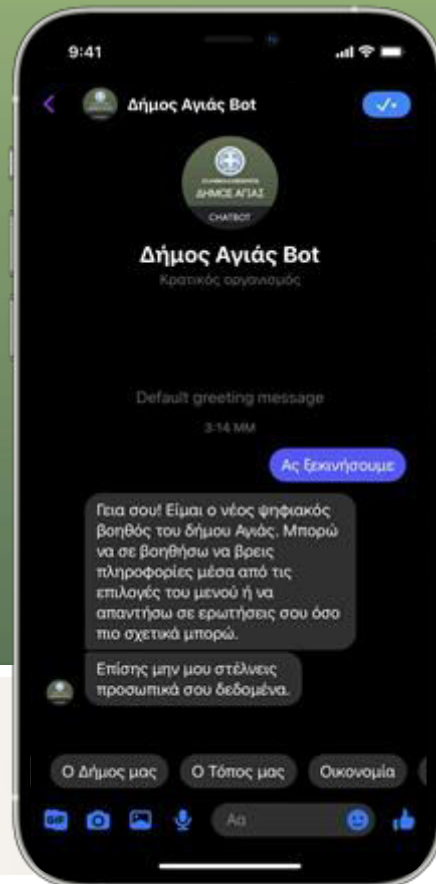 9:41
Δήμος Αγιάς Bot
ΔΗΜΟΣ ΑΓΙΑΣ
CHATBOT
Δήμος Αγιάς Bot
Κρατικός οργανισμός
Default greeting message
3:14 ΜΜ
Ας ξεκινήσουμε
Γεια σου! Είμαι ο νέος ψηφιακός
βοηθός του δήμου Αγιάς. Μπορώ
να σε βοηθήσω να βρεις
πληροφορίες μέσα από τις
επιλογές του μενού ή να
απαντήσω σε ερωτήσεις σου όσο
πιο σχετικά μπορώ.
Επίσης μην μου στέλνεις
προσωπικά σου δεδομένα.
Ο Δήμος μας Ο Τόπος μας Οικονομία
GIF Aa